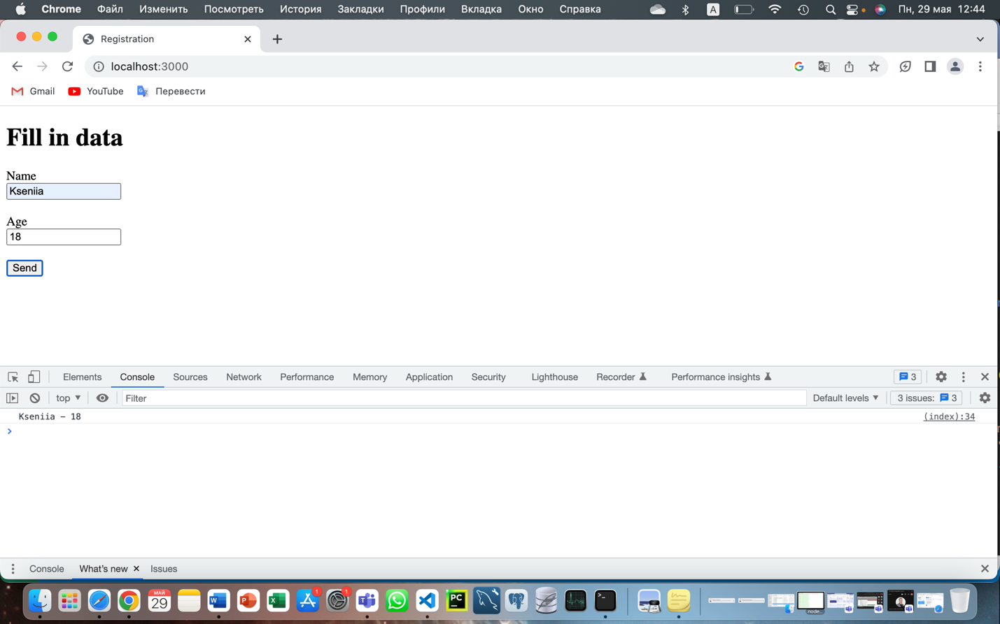 Chrome Файл Изменить Посмотреть История Закладки Профили Вкладка Окно Справка A Пн, 29 мая 12:44
Registration
localhost:3000
Gmail YouTube Перевести
Fill in data
Name
Kseniia
Age
18
Send
Elements Console Sources Network Performance Memory Application Security Lighthouse Recorder Performance insights 3
top Filter Default levels 3 issues: 3
Kseniia – 18 (index):34
Console What's new Issues
МАЙ
29
W
P
X
1
1
PC
node...